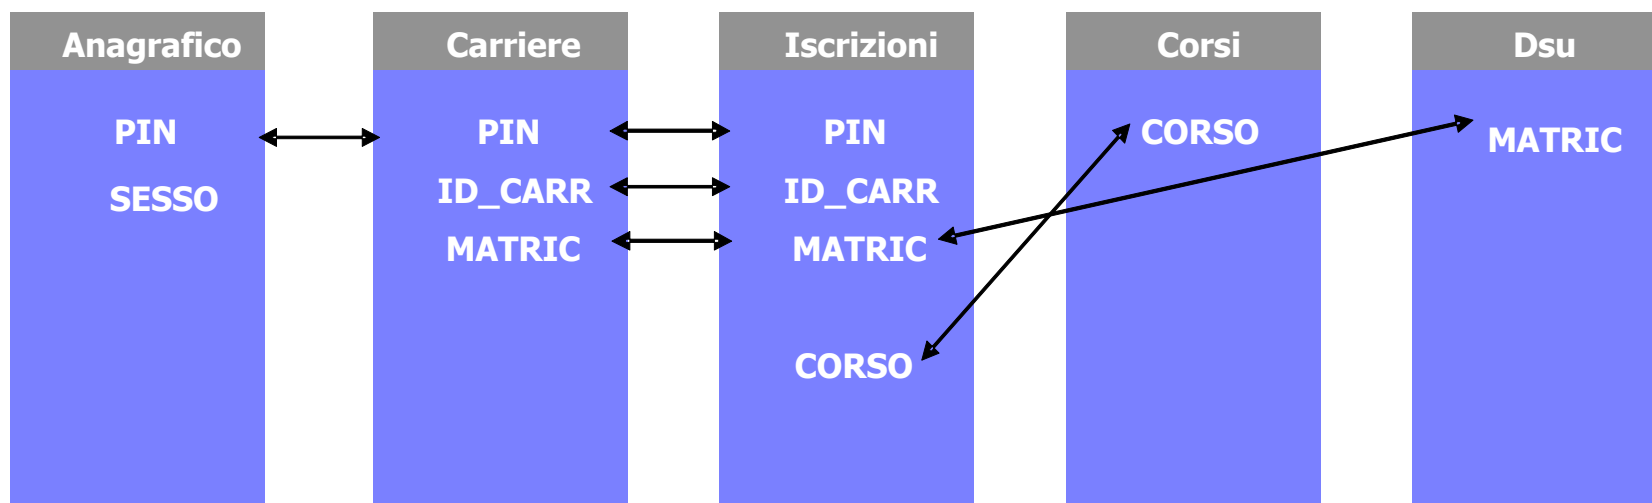 Anagrafico
PIN
SESSO
Carriere
PIN
ID_CARR
MATRIC
Iscrizioni
PIN
ID_CARR
MATRIC
CORSO
Corsi
CORSO
Dsu
MATRIC